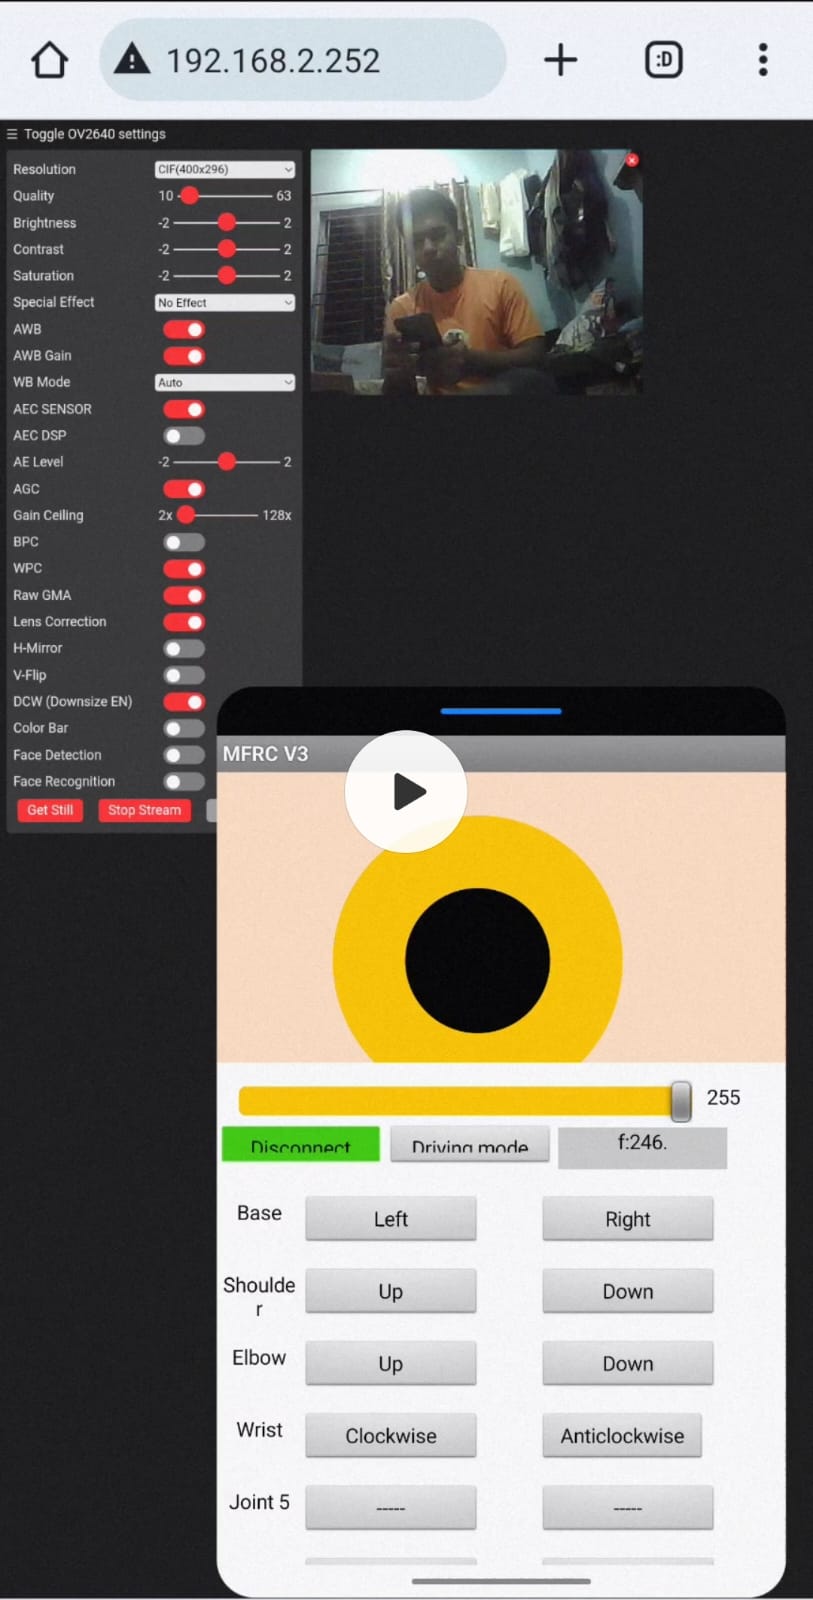 192.168.2.252
:D
☰ Toggle OV2640 settings
Resolution CIF(400x296)
Quality 10 63
Brightness -2 2
Contrast -2 2
Saturation -2 2
Special Effect No Effect
AWB
AWB Gain
WB Mode Auto
AEC SENSOR
AEC DSP
AE Level -2 2
AGC
Gain Ceiling 2x 128x
BPC
WPC
Raw GMA
Lens Correction
H-Mirror
V-Flip
DCW (Downsize EN)
Color Bar
Face Detection
Face Recognition
Get Still Stop Stream
MFRC V3
255
Disconnect Driving mode f:246.
Base Left Right
Shoulde
r Up Down
Elbow Up Down
Wrist Clockwise Anticlockwise
Joint 5 ----- -----